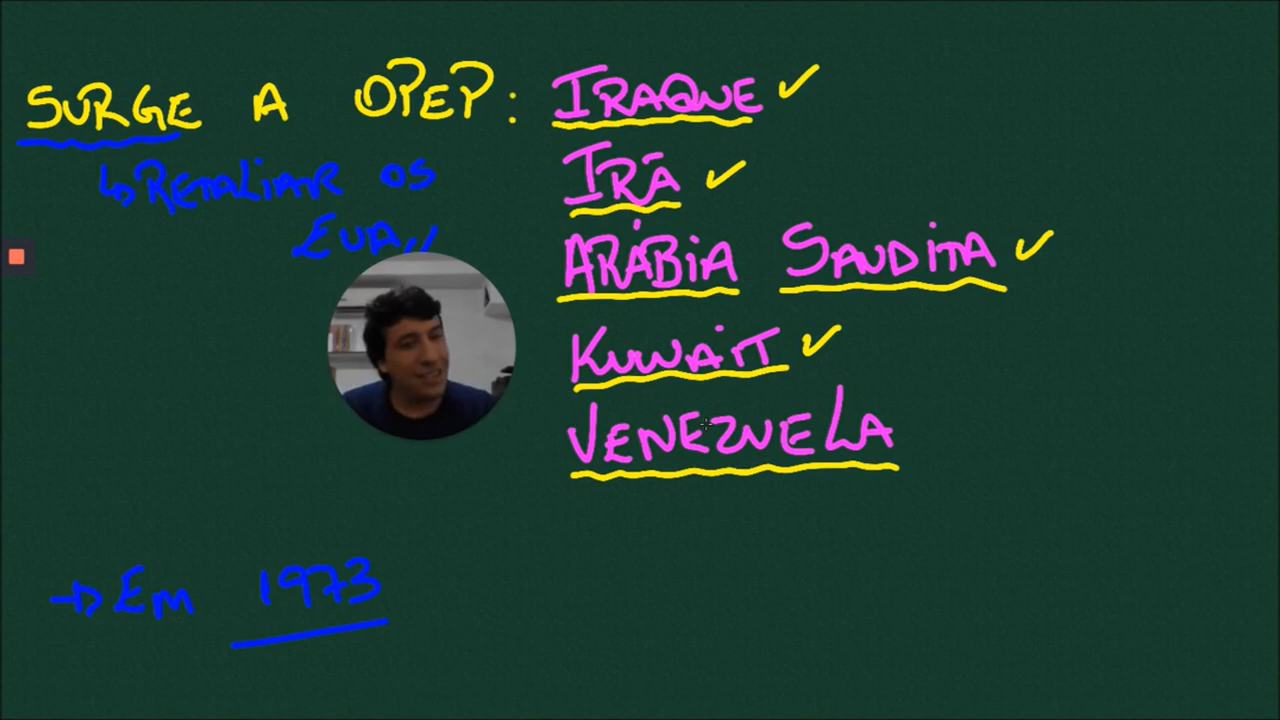 SURGE A OPEP: IRAQUE
↳ RETALIAR OS EUA,,
IRÃ
ARÁBIA SAUDITA
KUWAIT
VENEZUELA
→ EM 1973